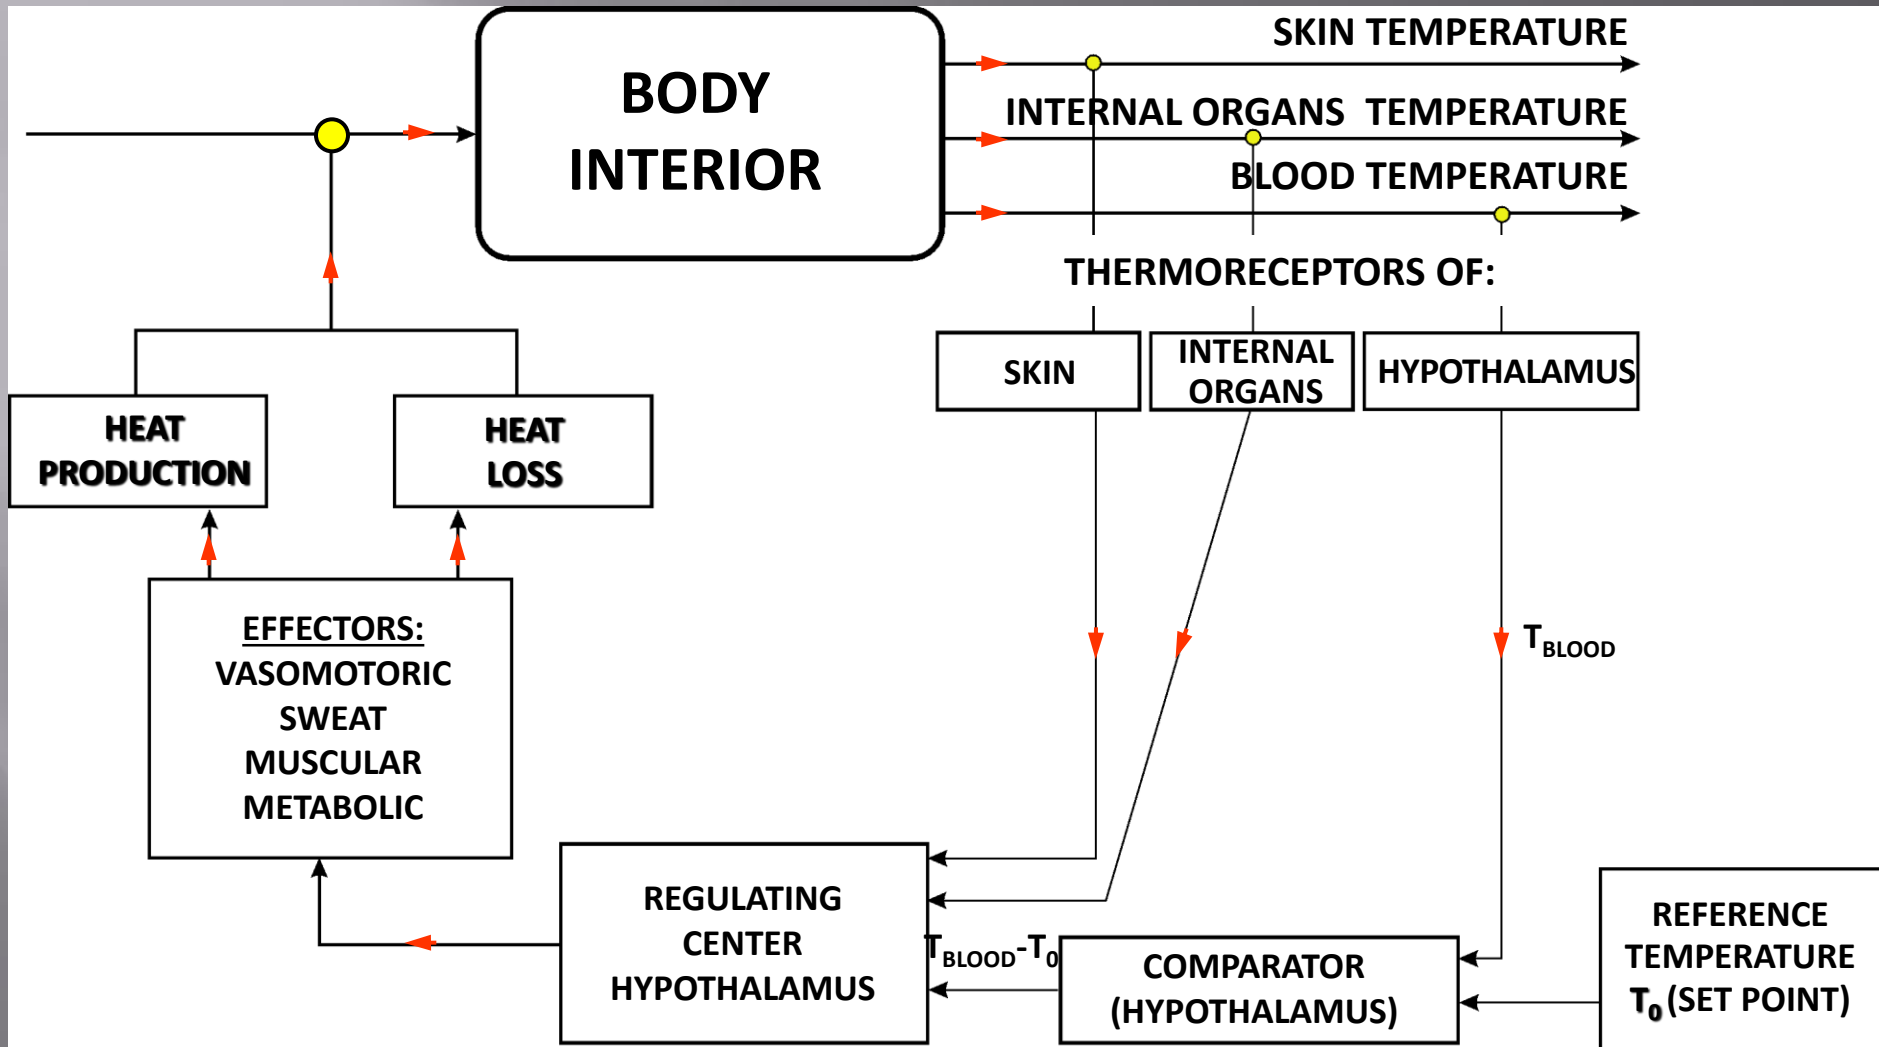 SKIN TEMPERATURE
BODY
INTERIOR
INTERNAL ORGANS TEMPERATURE
BLOOD TEMPERATURE
THERMORECEPTORS OF:
SKIN
INTERNAL
ORGANS
HYPOTHALAMUS
HEAT
PRODUCTION
HEAT
LOSS
EFFECTORS:
VASOMOTORIC
SWEAT
MUSCULAR
METABOLIC
T_BLOOD
REGULATING
CENTER
HYPOTHALAMUS
T_BLOOD-T_0
COMPARATOR
(HYPOTHALAMUS)
REFERENCE
TEMPERATURE
T_0 (SET POINT)